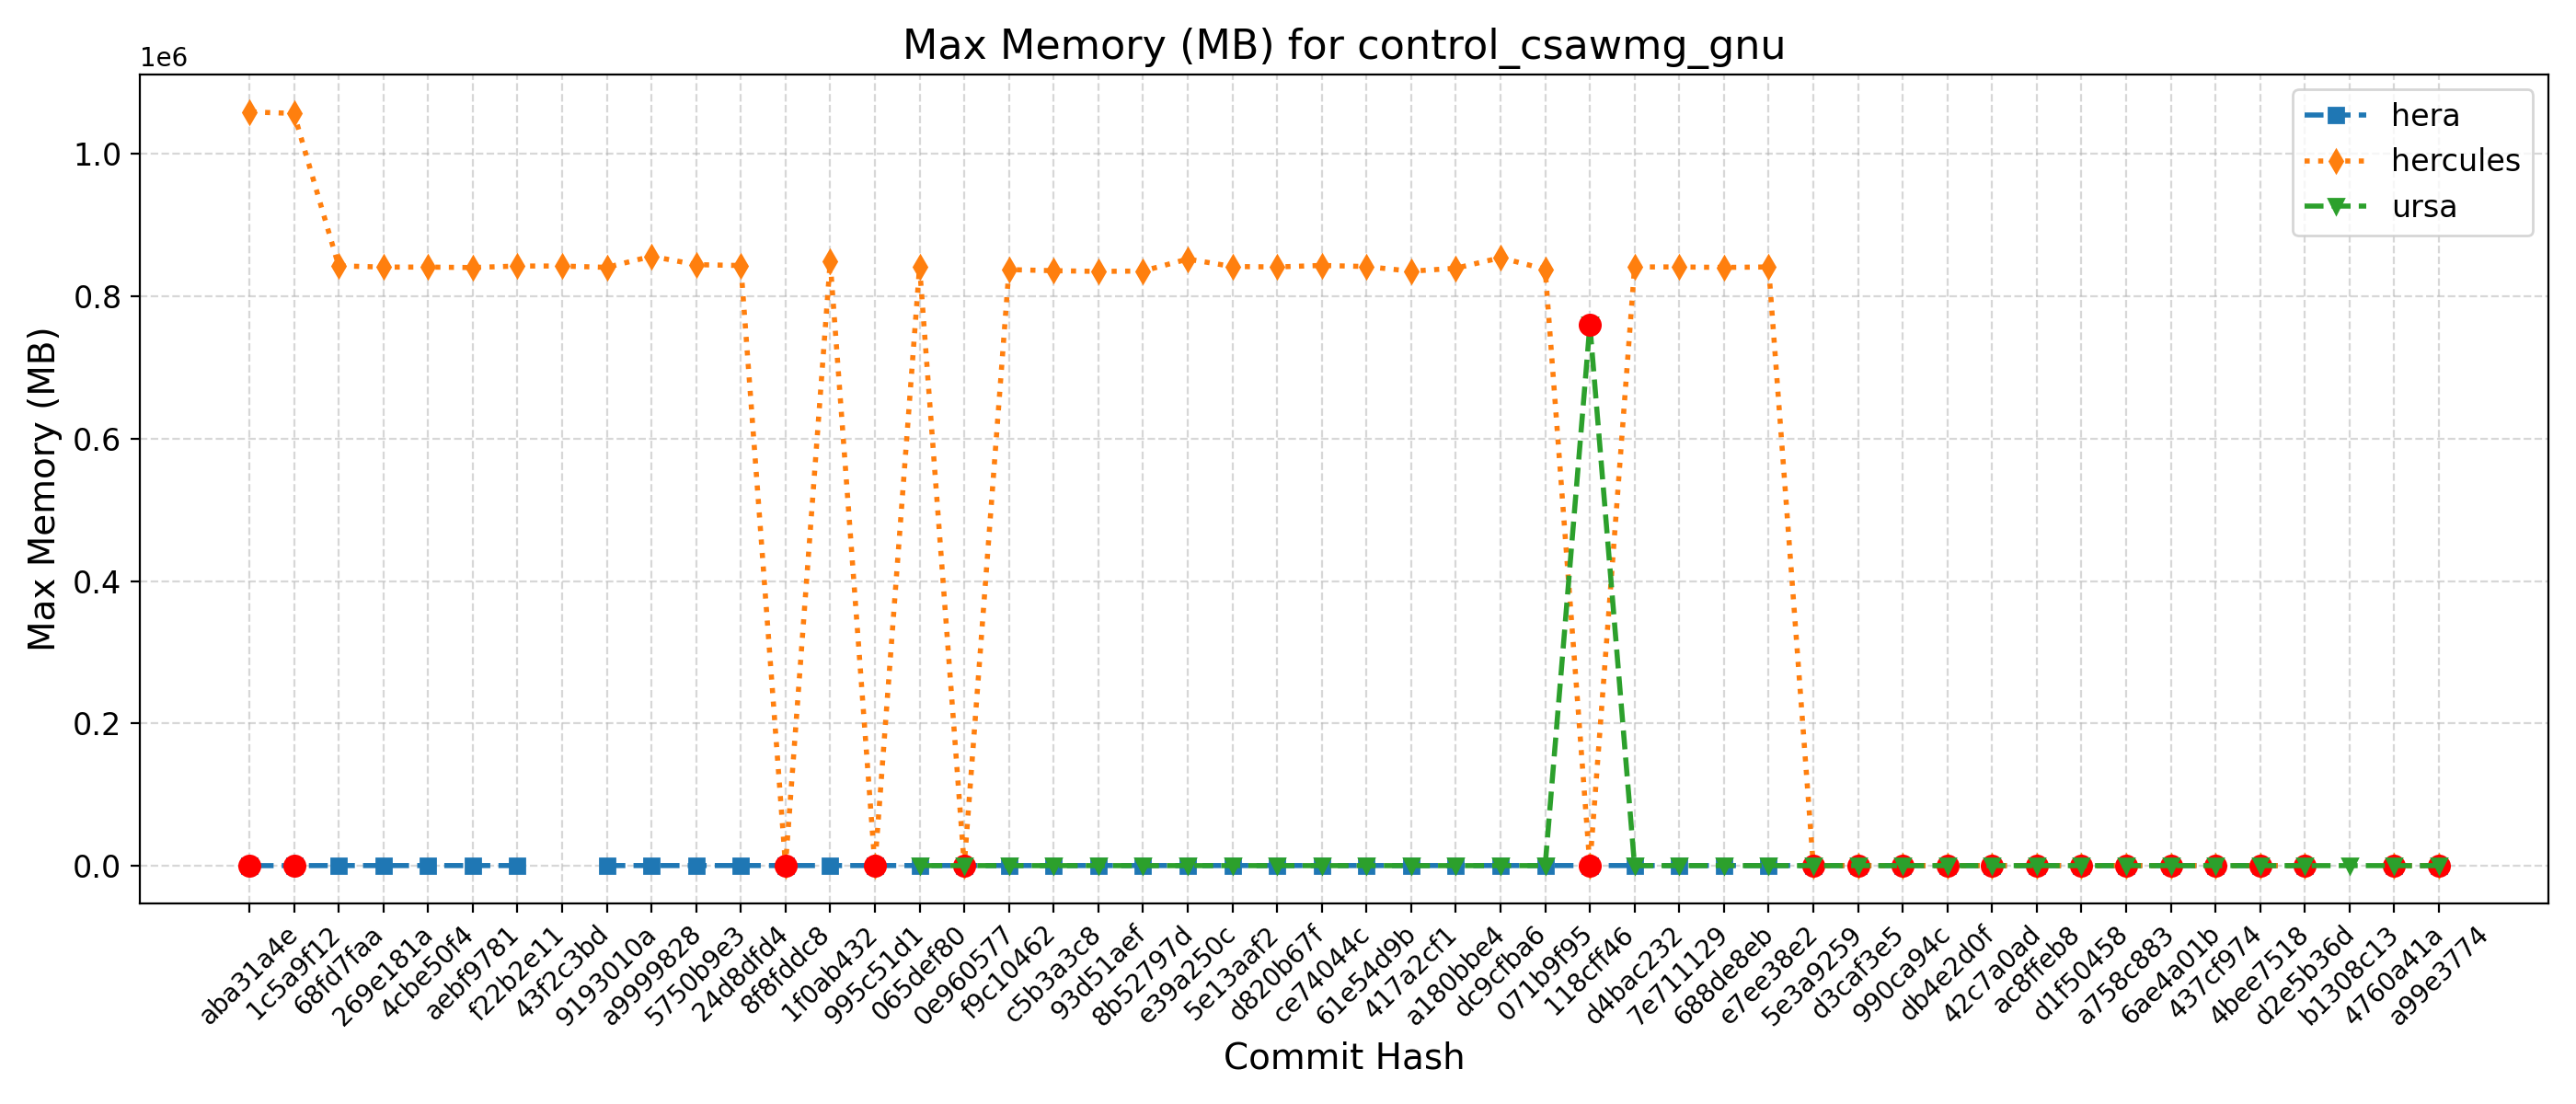 Max Memory (MB) for control_csawmg_gnu
1e6
hera
hercules
ursa
1.0
0.8
0.6
0.4
0.2
0.0
Max Memory (MB)
aba31a4e
1c5a9f12
68fd7faa
269e181a
4cbe50f4
aebf9781
f22b2e11
43f2c3bd
9193010a
a9999828
5750b9e3
24d8dfd4
8f8fddc8
1f0ab432
995c51d1
065def80
0e960577
f9c10462
c5b3a3c8
93d51aef
8b52797d
e39a250c
5e13aaf2
d820b67f
ce74044c
61e54d9b
417a2cf1
a180bbe4
dc9cfba6
071b9f95
118cff46
d4bac232
7e711129
688de8eb
e7ee38e2
5e3a9259
d3caf3e5
990ca94c
db4e2d0f
42c7a0ad
ac8ffeb8
d1f50458
a758c883
6ae4a01b
437cf974
4bee7518
d2e5b36d
b1308c13
4760a41a
a99e3774
Commit Hash